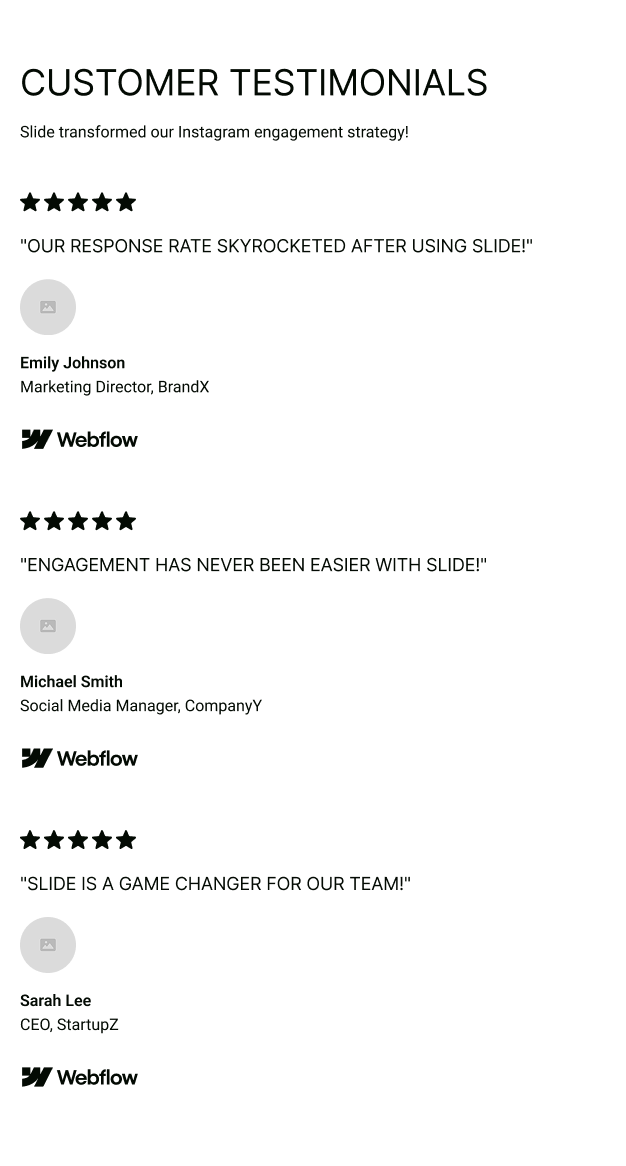 CUSTOMER TESTIMONIALS
Slide transformed our Instagram engagement strategy!
"OUR RESPONSE RATE SKYROCKETED AFTER USING SLIDE!"
Emily Johnson
Marketing Director, BrandX
Webflow
"ENGAGEMENT HAS NEVER BEEN EASIER WITH SLIDE!"
Michael Smith
Social Media Manager, CompanyY
Webflow
"SLIDE IS A GAME CHANGER FOR OUR TEAM!"
Sarah Lee
CEO, StartupZ
Webflow